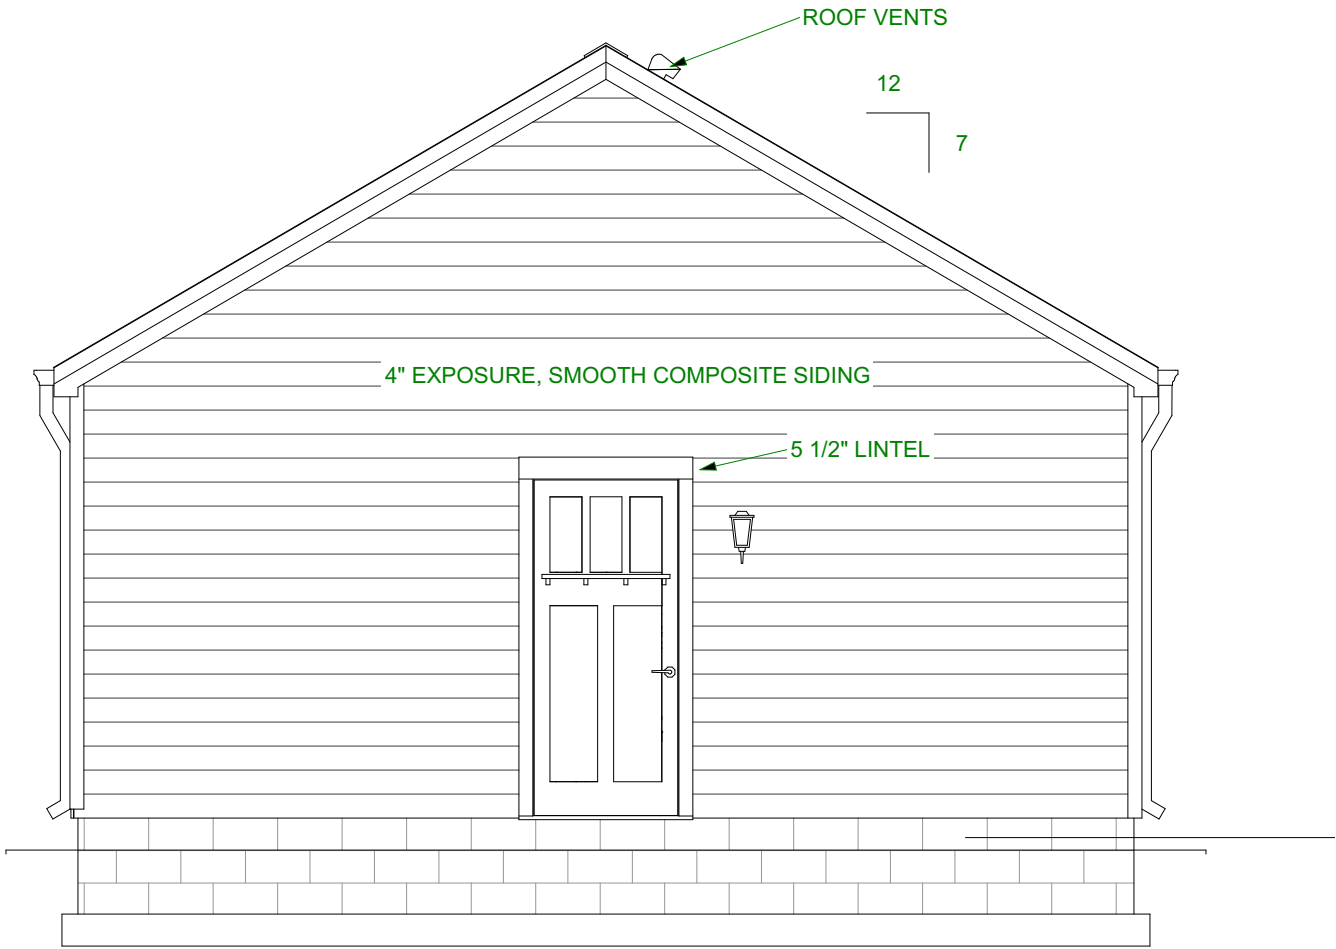 ROOF VENTS
12
7
4" EXPOSURE, SMOOTH COMPOSITE SIDING
5 1/2" LINTEL